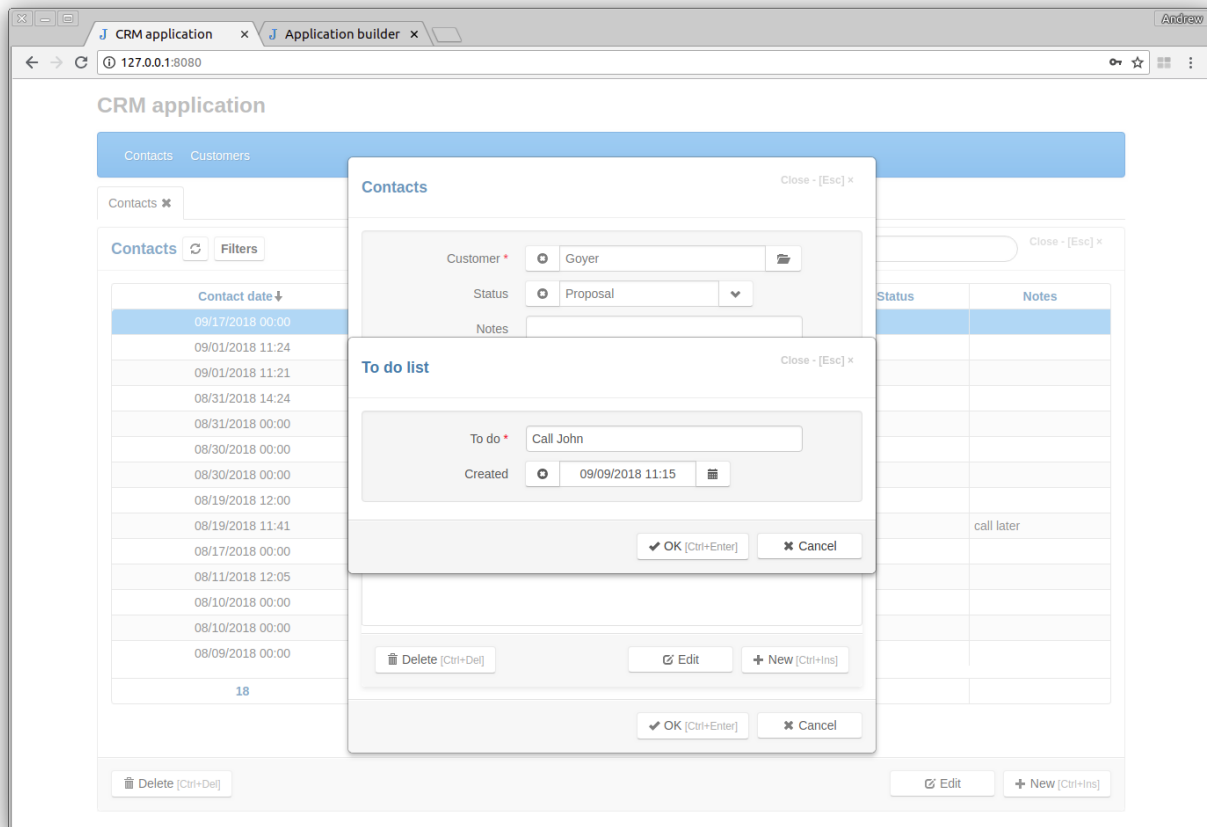 Andrew
CRM application
Application builder
127.0.0.1:8080
CRM application
Contacts Customers
Contacts
Contacts Filters Close - [Esc] ×
Contact date Status Notes
09/17/2018 00:00
09/01/2018 11:24
09/01/2018 11:21
08/31/2018 14:24
08/31/2018 00:00
08/30/2018 00:00
08/30/2018 00:00
08/19/2018 12:00
08/19/2018 11:41 call later
08/17/2018 00:00
08/11/2018 12:05
08/10/2018 00:00
08/10/2018 00:00
08/09/2018 00:00
18
Delete [Ctrl+Del] Edit New [Ctrl+Ins]
Contacts Close - [Esc] ×
Customer * Goyer
Status Proposal
Notes
To do list Close - [Esc] ×
To do * Call John
Created 09/09/2018 11:15
OK [Ctrl+Enter] Cancel
Delete [Ctrl+Del] Edit New [Ctrl+Ins]
OK [Ctrl+Enter] Cancel